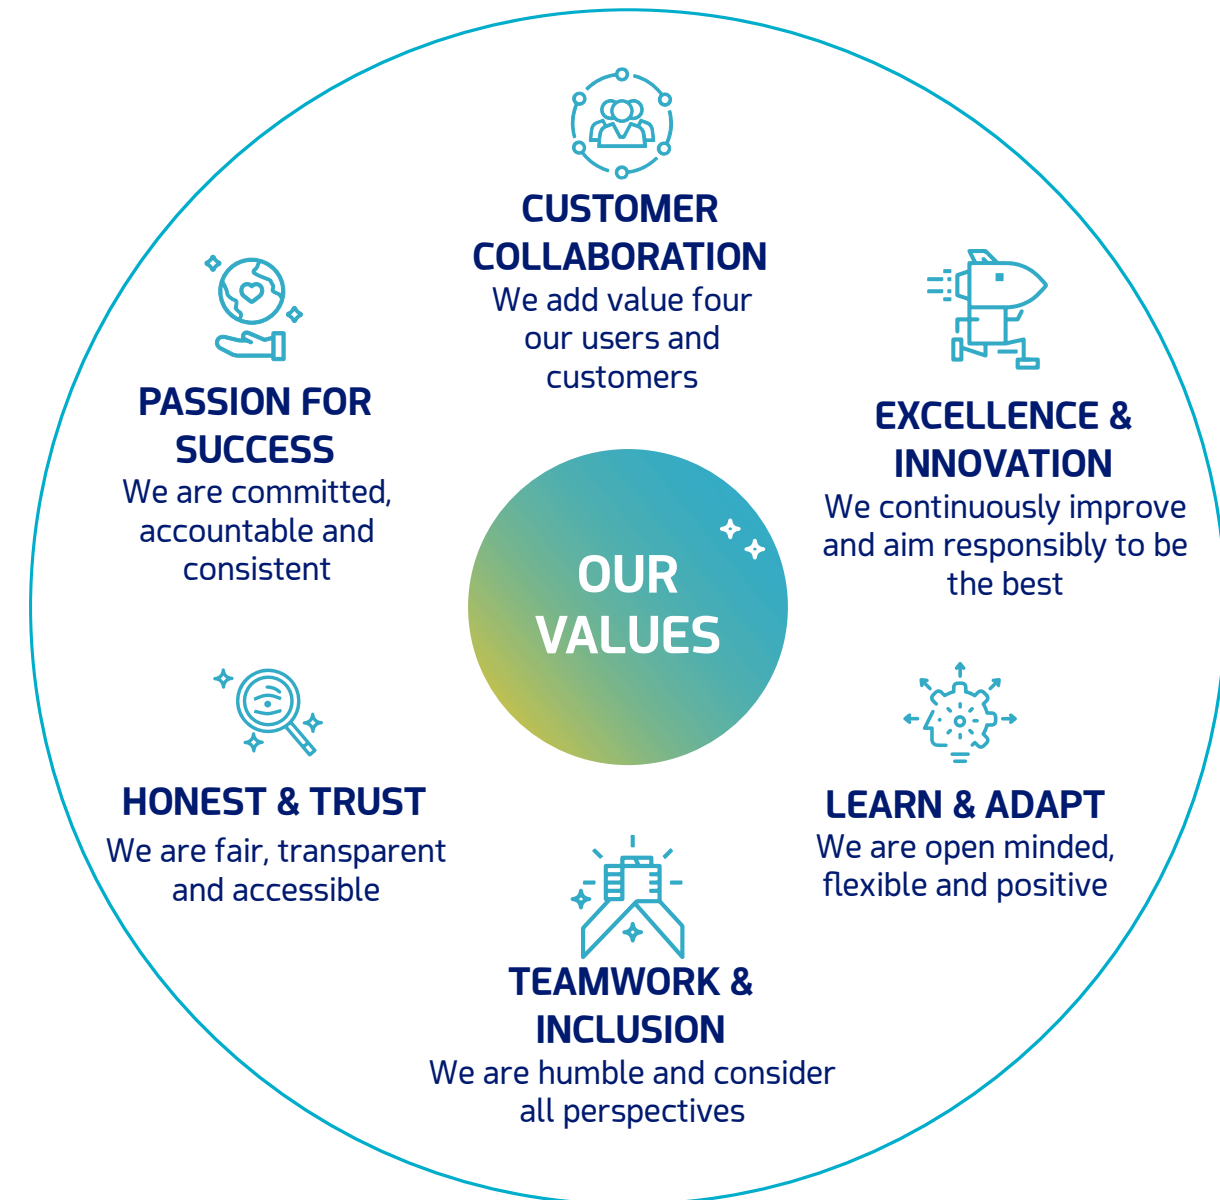 CUSTOMER
COLLABORATION
We add value four
our users and
customers
EXCELLENCE &
INNOVATION
We continuously improve
and aim responsibly to be
the best
LEARN & ADAPT
We are open minded,
flexible and positive
TEAMWORK &
INCLUSION
We are humble and consider
all perspectives
HONEST & TRUST
We are fair, transparent
and accessible
PASSION FOR
SUCCESS
We are committed,
accountable and
consistent
OUR
VALUES